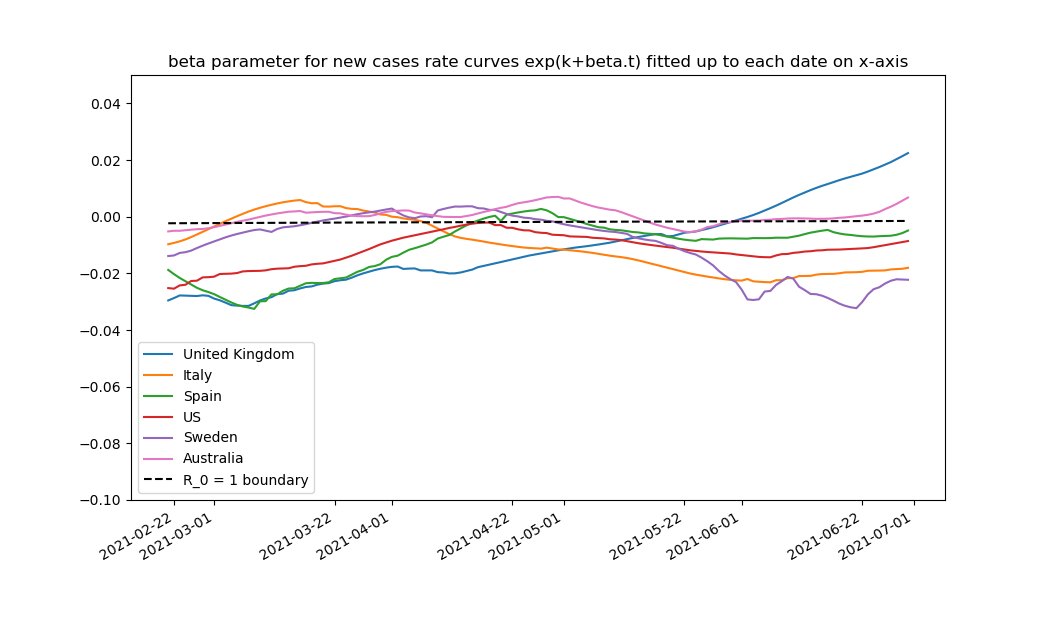 beta parameter for new cases rate curves exp(k+beta.t) fitted up to each date on x-axis
0.04
0.02
0.00
−0.02
−0.04
−0.06
−0.08
−0.10
United Kingdom
Italy
Spain
US
Sweden
Australia
R_0 = 1 boundary
2021-02-22
2021-03-01
2021-03-22
2021-04-01
2021-04-22
2021-05-01
2021-05-22
2021-06-01
2021-06-22
2021-07-01